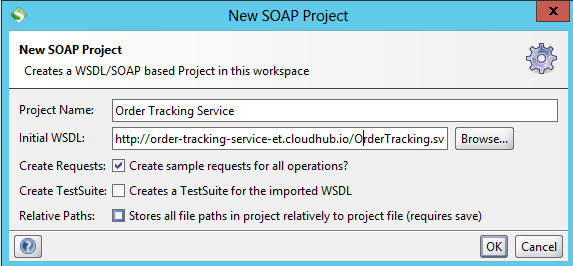 New SOAP Project
New SOAP Project
Creates a WSDL/SOAP based Project in this workspace
Project Name: Order Tracking Service
Initial WSDL: http://order-tracking-service-et.cloudhub.io/OrderTracking.sv Browse...
Create Requests: Create sample requests for all operations?
Create TestSuite: Creates a TestSuite for the imported WSDL
Relative Paths: Stores all file paths in project relatively to project file (requires save)
OK Cancel